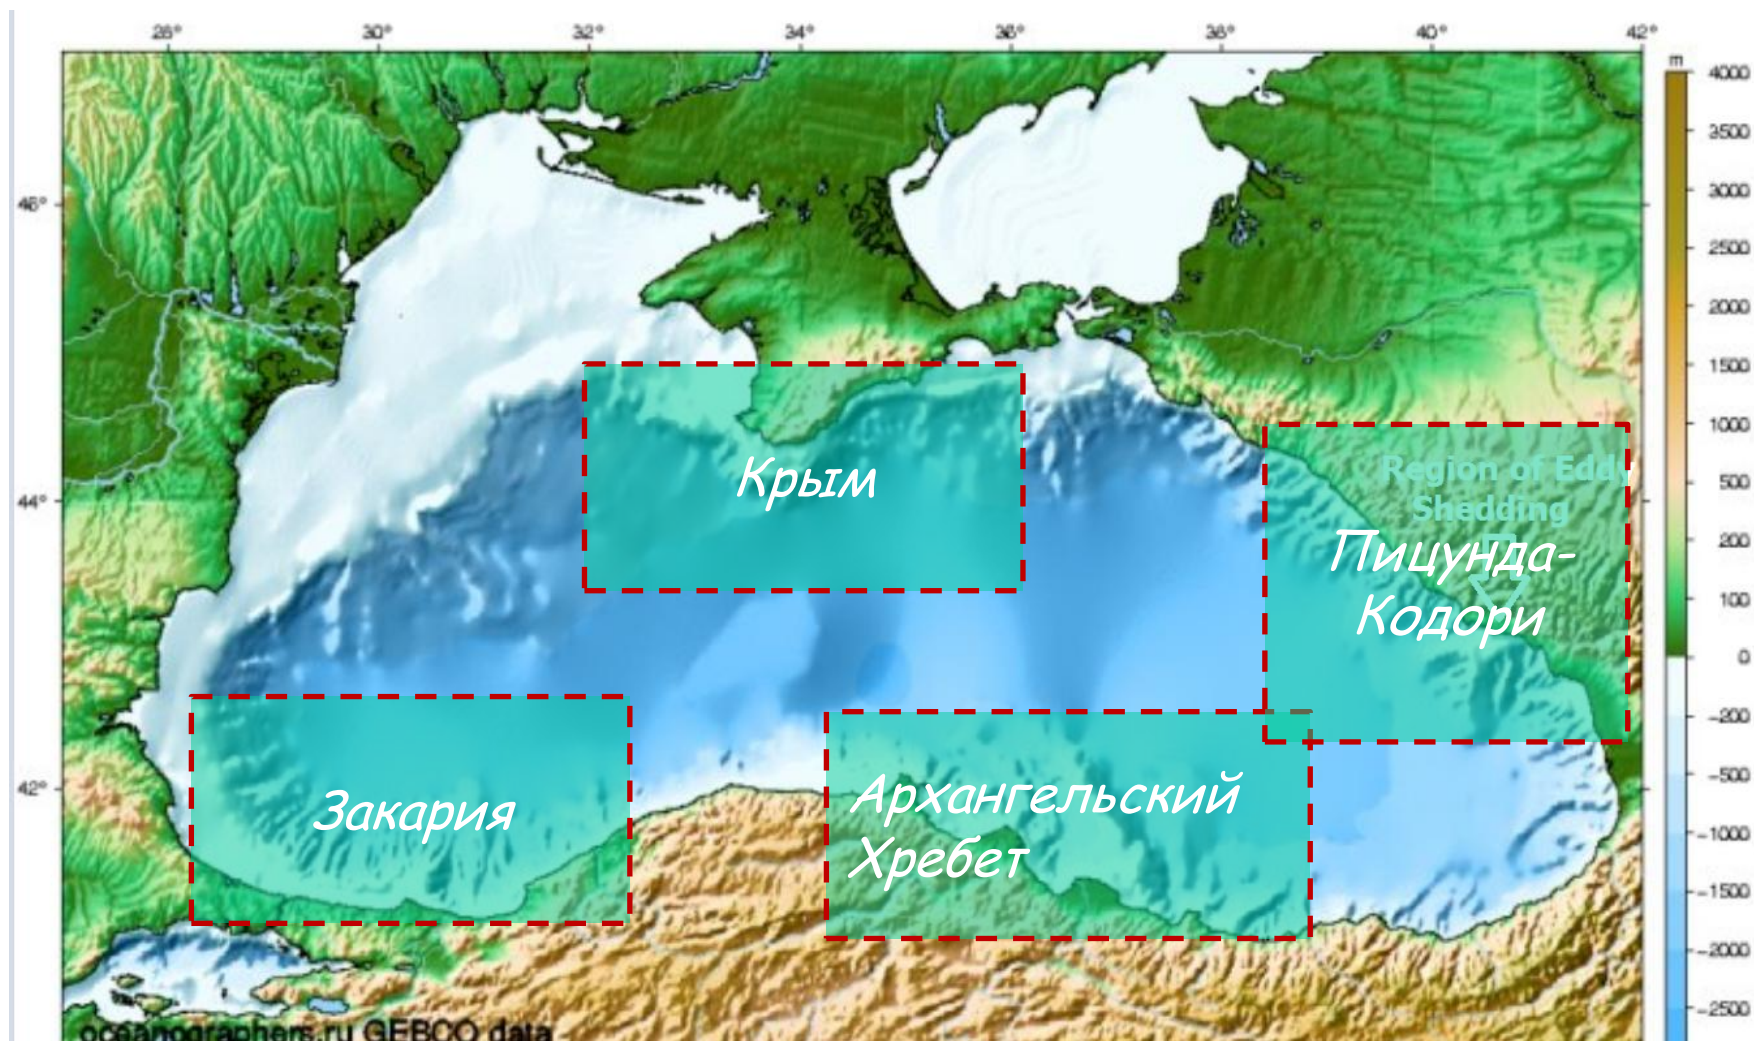 28° 30° 32° 34° 36° 38° 40° 42°
m
4000
3500
3000
2500
2000
1500
1000
500
200
100
0
-200
-500
-1000
-1500
-2000
-2500
46°
44°
42°
Крым
Region of Eddy
Shedding
Пицунда-
Кодори
Закария
Архангельский
Хребет
oceanographers.ru GEBCO data